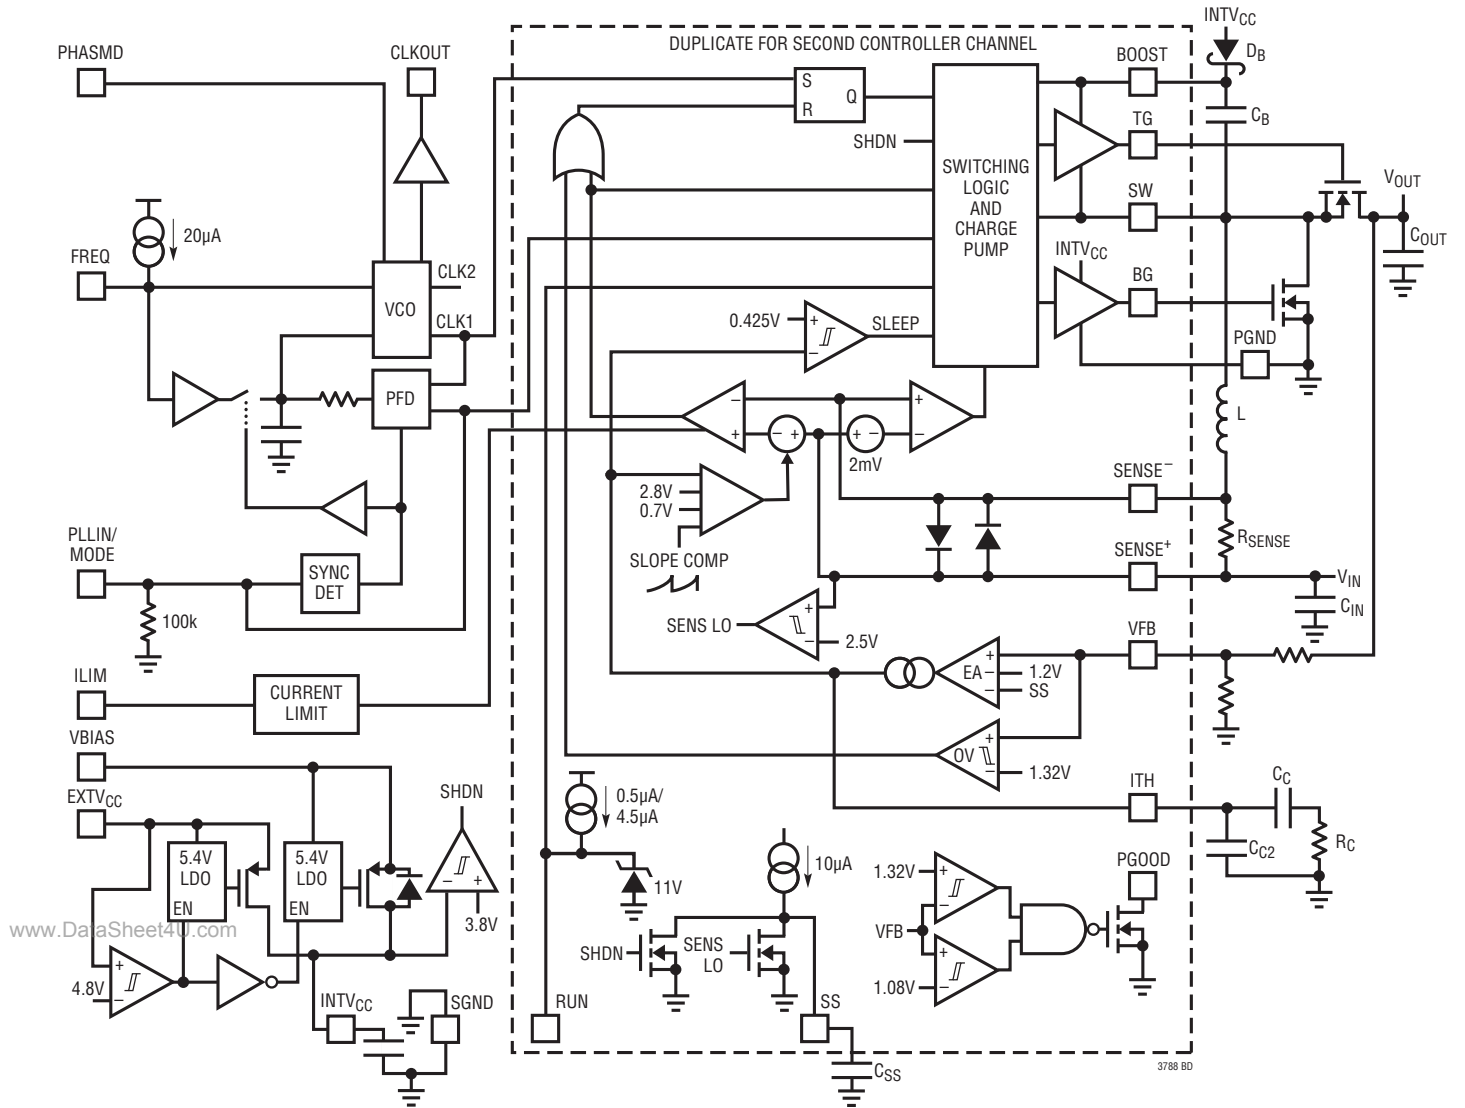 INTVCC
DUPLICATE FOR SECOND CONTROLLER CHANNEL
PHASMD
CLKOUT
BOOST
DB
S
R
Q
CB
TG
SHDN
SWITCHING
LOGIC
AND
CHARGE
PUMP
VOUT
SW
20µA
COUT
FREQ
CLK2
INTVCC
BG
VCO
CLK1
0.425V
+
−
SLEEP
PGND
PFD
−
+
− +
+ −
2mV
+
−
L
2.8V
0.7V
SENSE−
PLLIN/
MODE
SLOPE COMP
RSENSE
SENSE+
SYNC
DET
VIN
CIN
100k
SENS LO
+
−
2.5V
VFB
ILIM
CURRENT
LIMIT
EA
+
−
−
1.2V
SS
VBIAS
OV
+
−
1.32V
EXTVCC
SHDN
0.5µA/
4.5µA
ITH
CC
RC
CC2
5.4V
LDO
EN
5.4V
LDO
EN
−
+
3.8V
11V
10µA
PGOOD
1.32V
+
−
VFB
+
−
1.08V
www.DataSheet4U.com
SHDN
SENS
LO
+
−
4.8V
INTVCC
SGND
RUN
SS
CSS
3788 BD